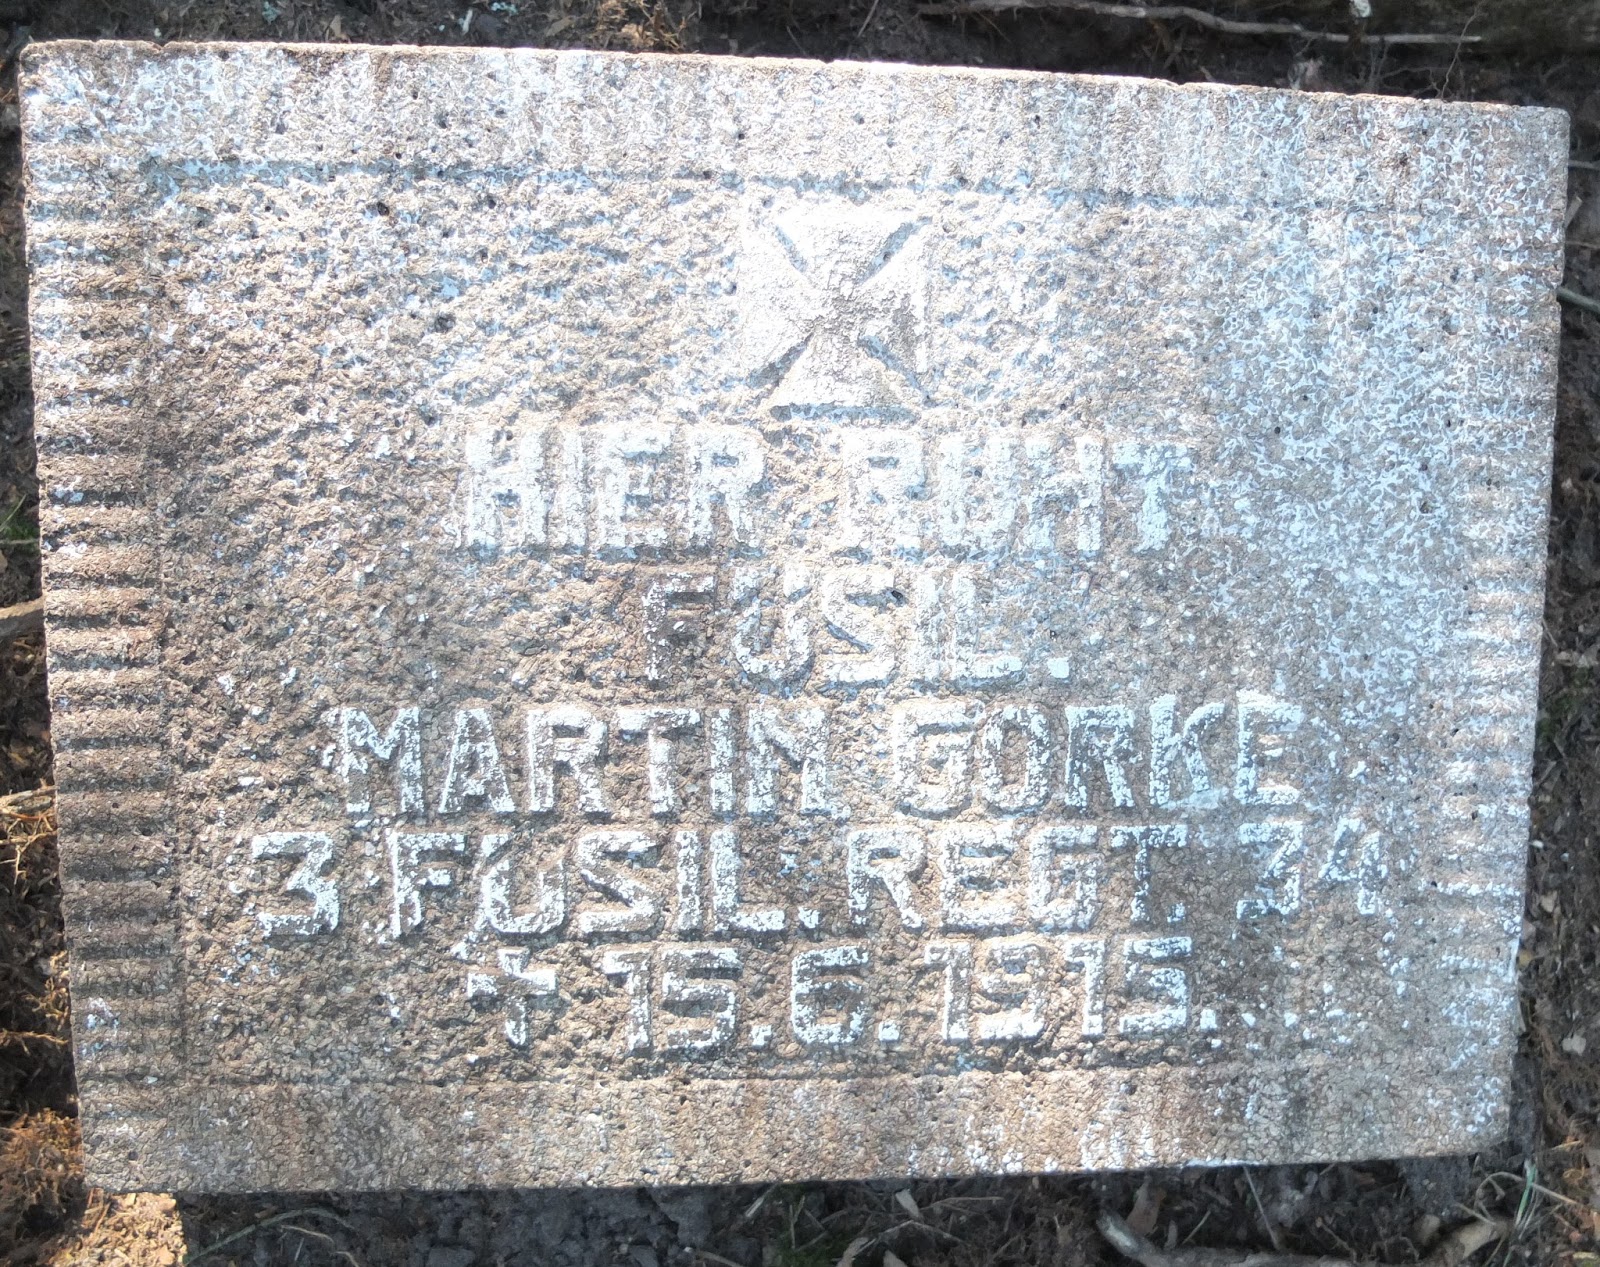 HIER RUHT
FUSIL.
MARTIN GORKE
3 FUSIL. REGT. 34
† 15.6.1915.